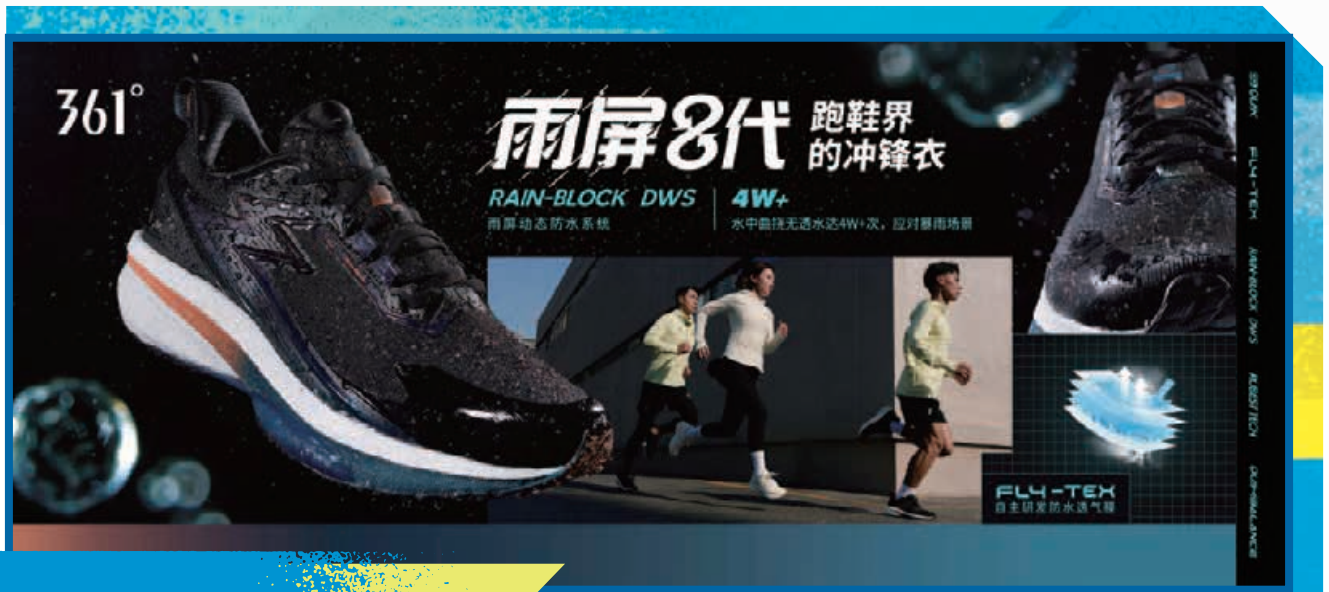 361°
雨屏8代
跑鞋界
的冲锋衣
RAIN-BLOCK DWS
雨屏动态防水系统
4W+
水中曲挠无透水达4W+次，应对暴雨场景
FLY-TEX
自主研发防水透气膜
FLY-TEX
RAIN-BLOCK DWS